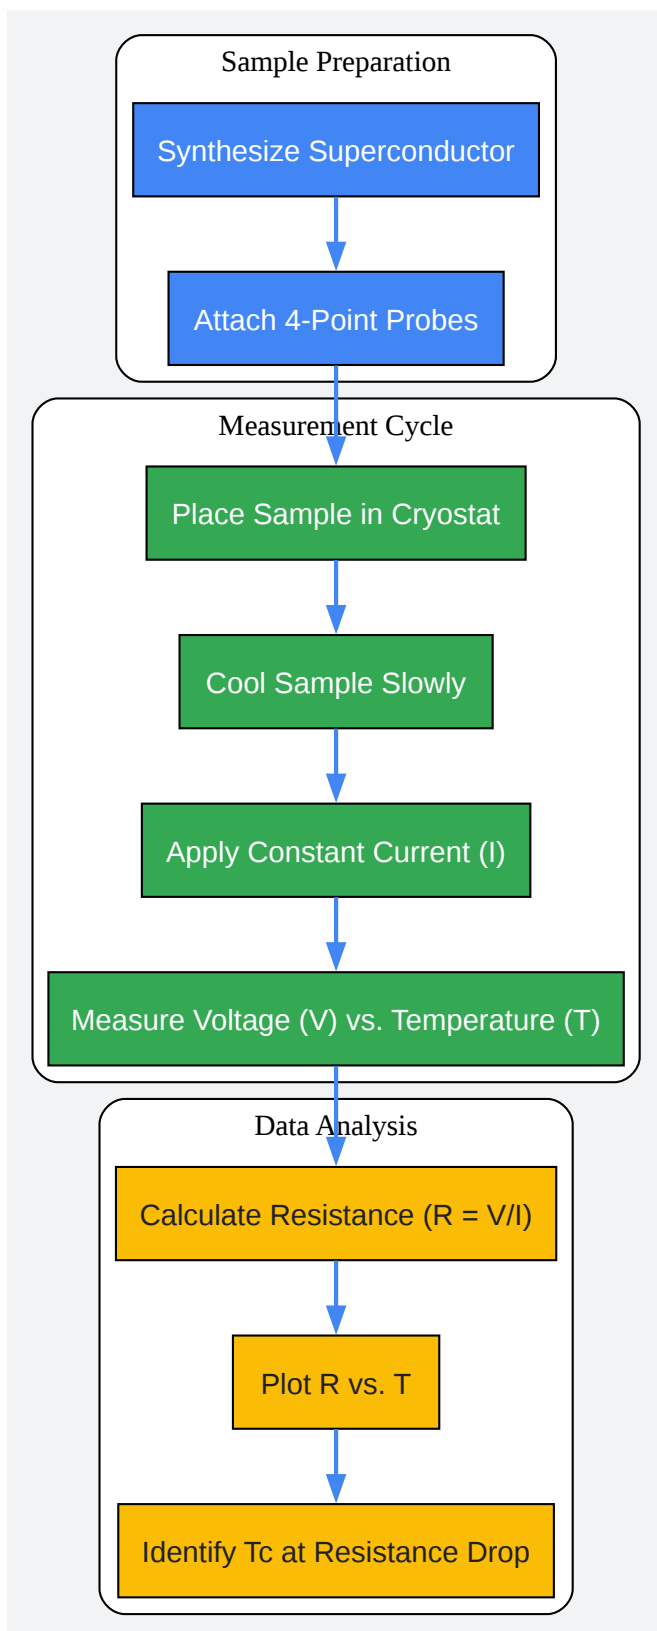 Sample Preparation
Synthesize Superconductor
Attach 4-Point Probes
Measurement Cycle
Place Sample in Cryostat
Cool Sample Slowly
Apply Constant Current (I)
Measure Voltage (V) vs. Temperature (T)
Data Analysis
Calculate Resistance (R = V/I)
Plot R vs. T
Identify Tc at Resistance Drop